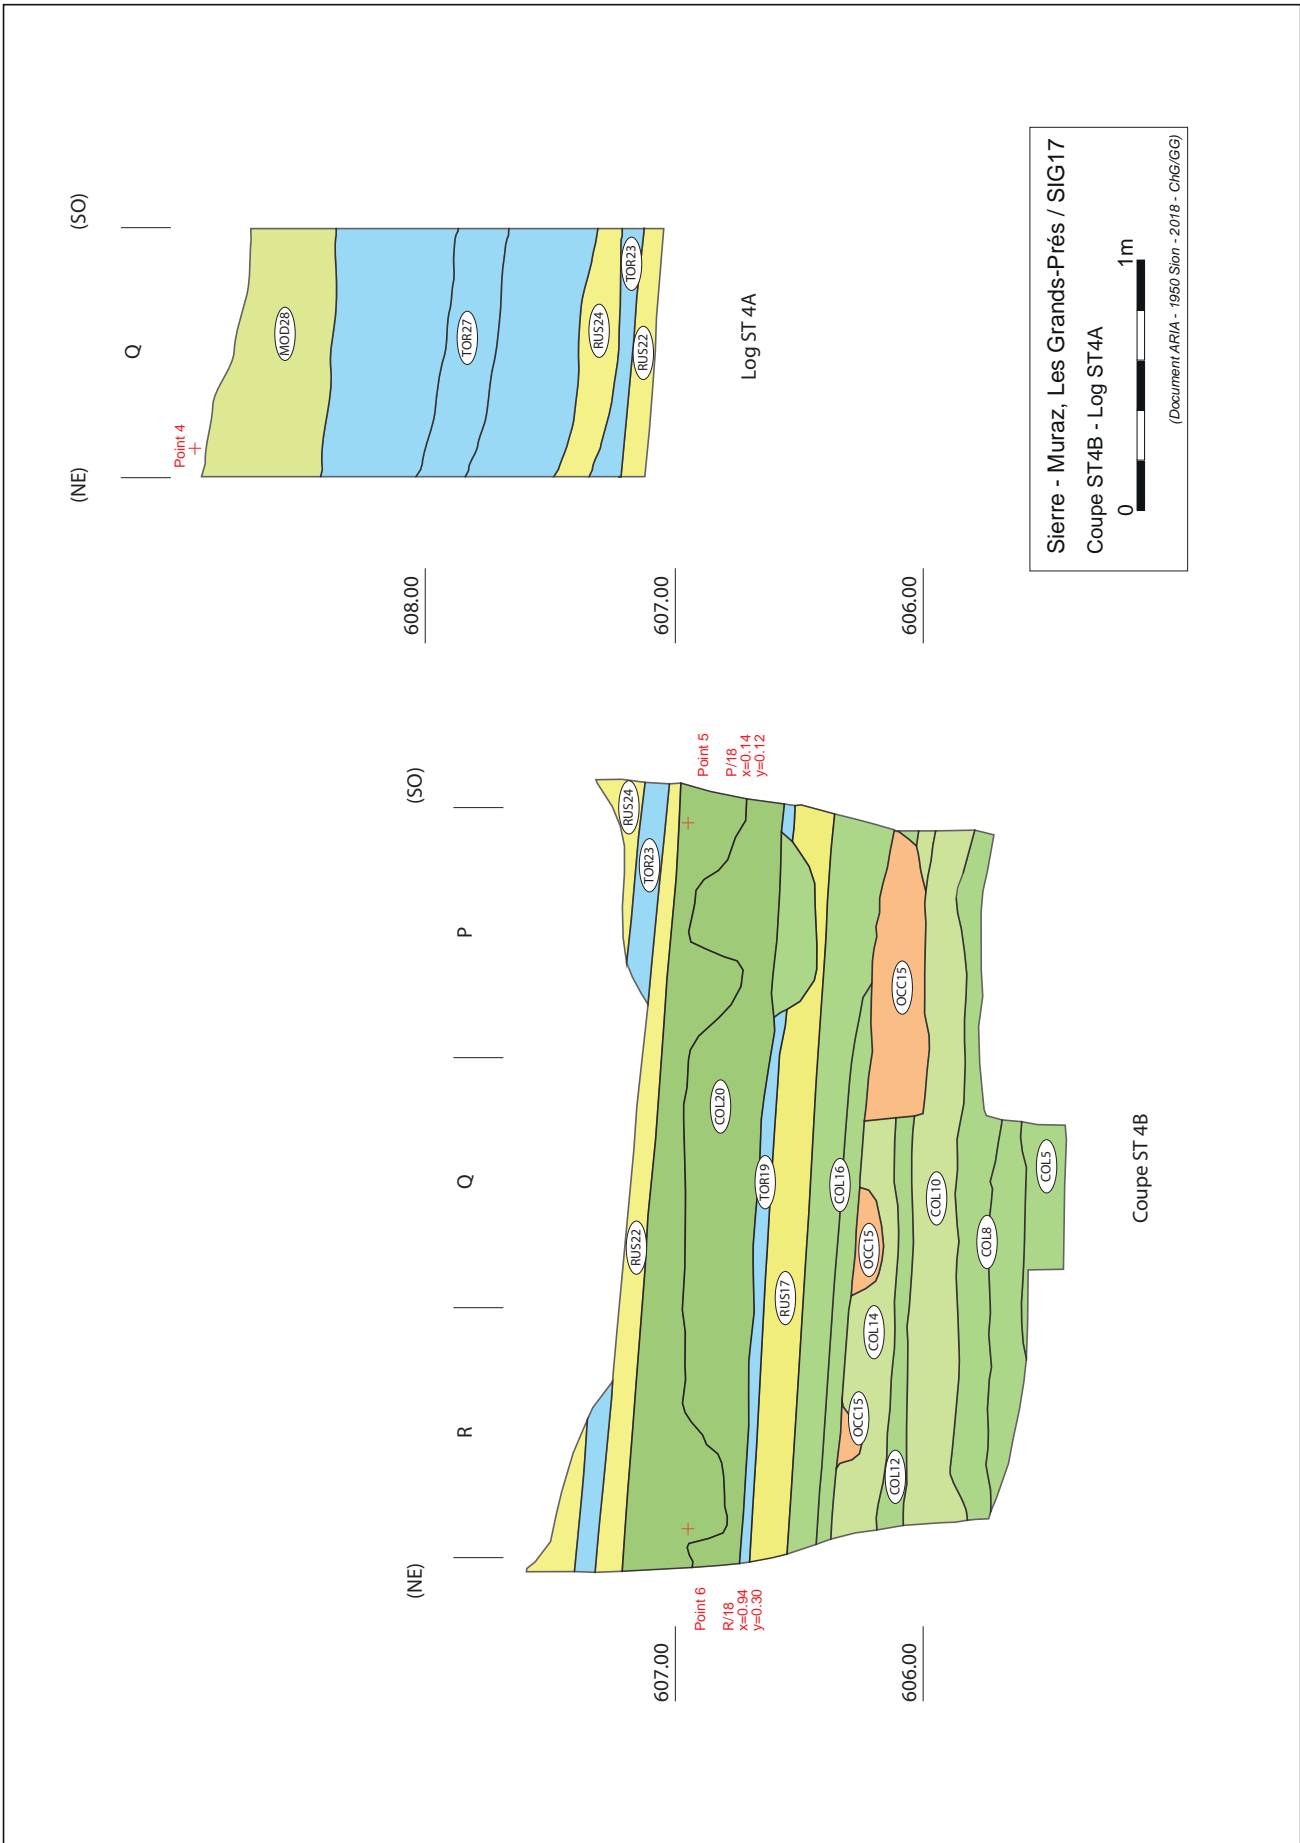 (NE)
R
Q
P
(SO)
607.00
606.00
Point 6
R/18
x=0.94
y=0.30
RUS24
TOR23
RUS22
COL20
TOR19
RUS17
COL16
OCC15
OCC15
OCC15
COL14
COL12
COL10
COL8
COL5
Point 5
P/18
x=0.14
y=0.12
Coupe ST 4B
608.00
607.00
606.00
(NE)
Q
(SO)
Point 4
MOD28
TOR27
RUS24
TOR23
RUS22
Log ST 4A
Sierre - Muraz, Les Grands-Prés / SIG17
Coupe ST4B - Log ST4A
0
1m
(Document ARIA - 1950 Sion - 2018 - ChG/GG)